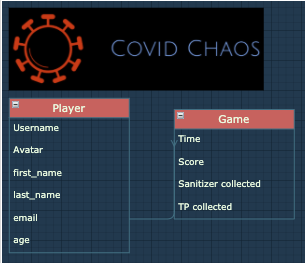 Covid Chaos
Player
Username
Avatar
first_name
last_name
email
age
Game
Time
Score
Sanitizer collected
TP collected